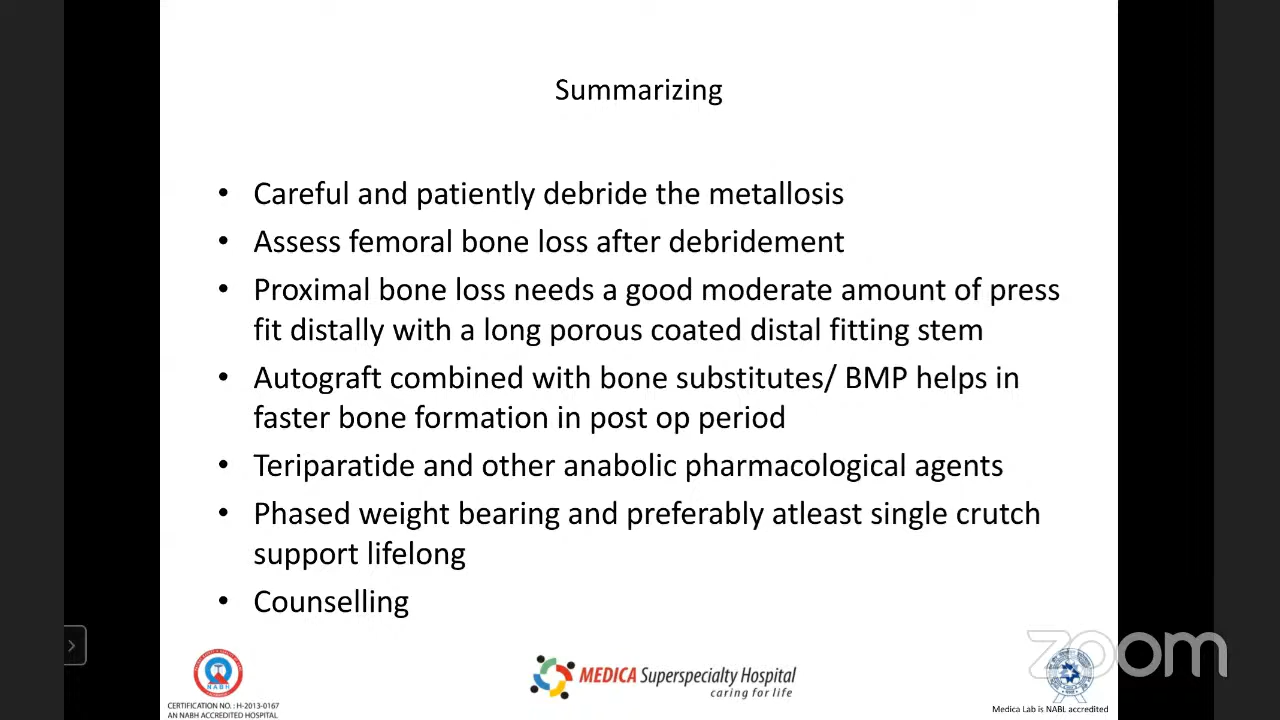 Summarizing
• Careful and patiently debride the metallosis
• Assess femoral bone loss after debridement
• Proximal bone loss needs a good moderate amount of press
fit distally with a long porous coated distal fitting stem
• Autograft combined with bone substitutes/ BMP helps in
faster bone formation in post op period
• Teriparatide and other anabolic pharmacological agents
• Phased weight bearing and preferably atleast single crutch
support lifelong
• Counselling
NABH
CERTIFICATION NO. : H-2013-0167
AN NABH ACCREDITED HOSPITAL
MEDICA Superspecialty Hospital
caring for life
zoom
Medica Lab is NABL accredited